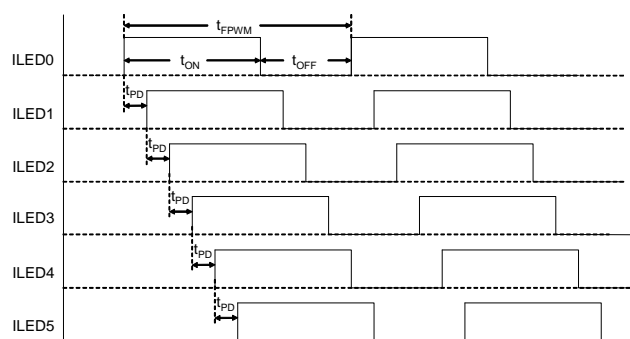 tFPWM
ILED0
tON
tOFF
tPD
ILED1
tPD
ILED2
tPD
ILED3
tPD
ILED4
tPD
ILED5